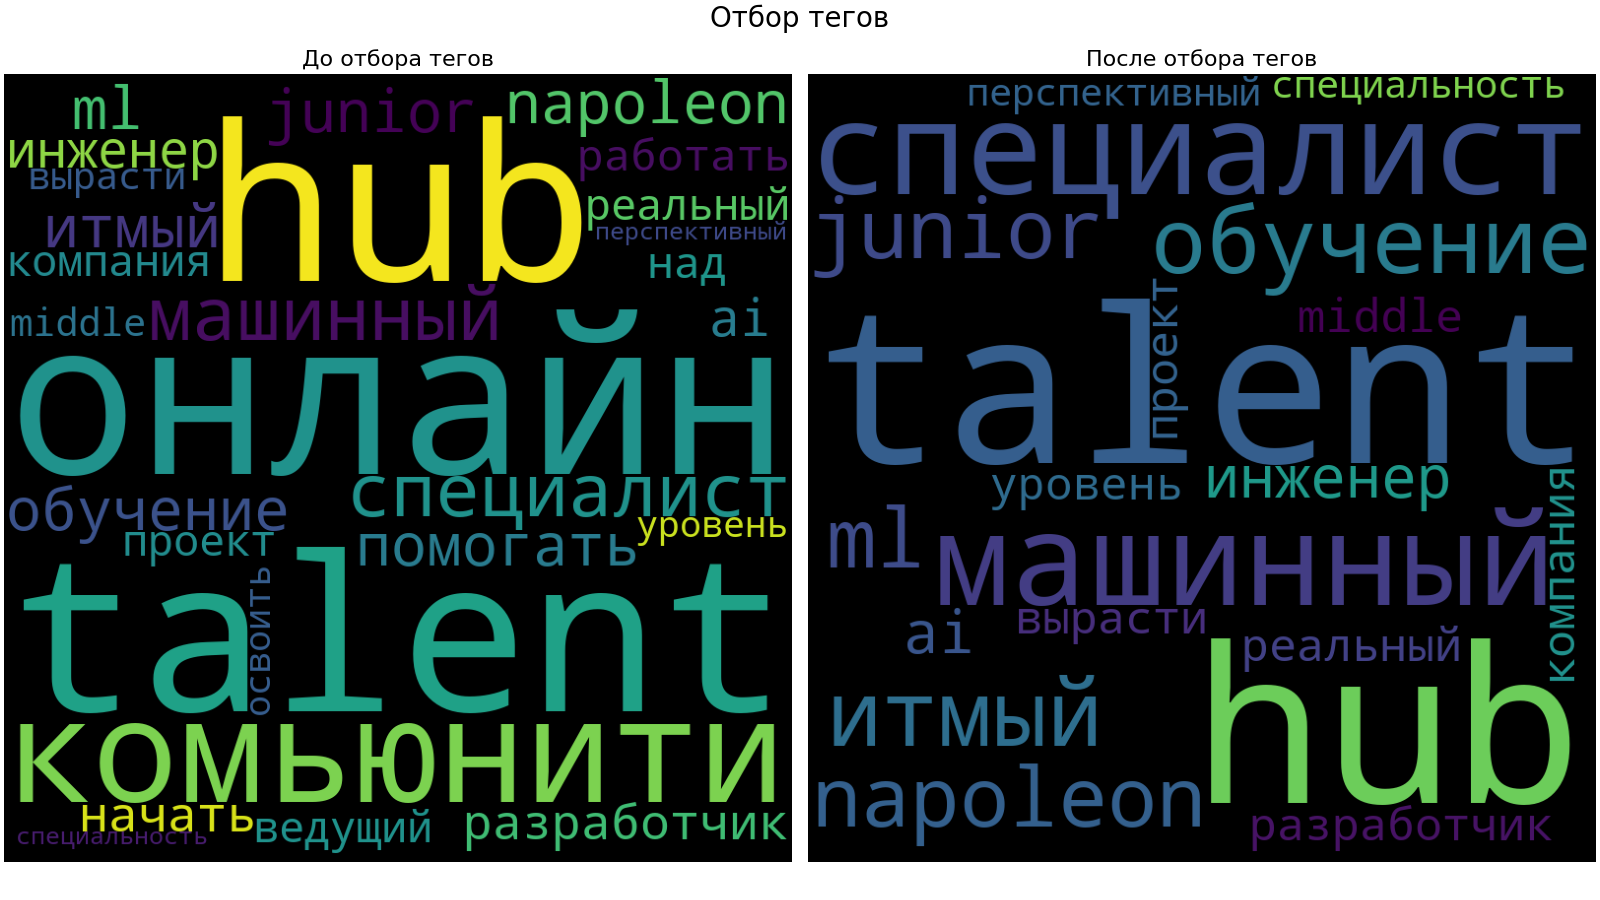 Отбор тегов
До отбора тегов
ml
junior
napoleon
hub
инженер
работать
вырасти
реальный
итмый
перспективный
компания
над
middle
машинный
ai
онлайн
специалист
обучение
уровень
проект
помогать
talent
освоить
комьюнити
начать
ведущий
разработчик
специальность
После отбора тегов
перспективный
специальность
специалист
junior
обучение
talent
проект
middle
уровень
инженер
ml
машинный
компания
вырасти
ai
реальный
hub
итмый
napoleon
разработчик